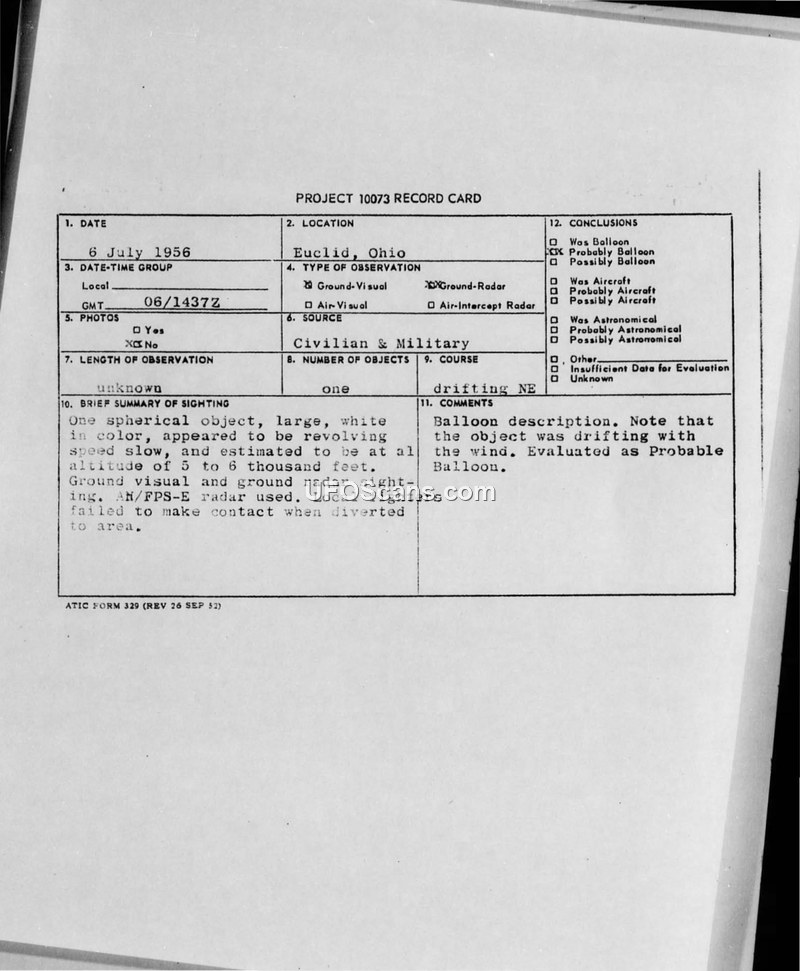 PROJECT 10073 RECORD CARD
1. DATE
6 July 1956
2. LOCATION
Euclid, Ohio
12. CONCLUSIONS
□ Was Balloon
XXX Probably Balloon
□ Possibly Balloon
□ Was Aircraft
□ Probably Aircraft
□ Possibly Aircraft
□ Was Astronomical
□ Probably Astronomical
□ Possibly Astronomical
□ Other
□ Insufficient Data for Evaluation
□ Unknown
3. DATE-TIME GROUP
Local
GMT 06/1437Z
4. TYPE OF OBSERVATION
X Ground-Visual XX Ground-Radar
□ Air-Visual □ Air-Intercept Radar
5. PHOTOS
□ Yes
XX No
6. SOURCE
Civilian & Military
7. LENGTH OF OBSERVATION
unknown
8. NUMBER OF OBJECTS
one
9. COURSE
drifting NE
10. BRIEF SUMMARY OF SIGHTING
One spherical object, large, white
in color, appeared to be revolving
speed slow, and estimated to be at al
altitude of 5 to 6 thousand feet.
Ground visual and ground radar sight-
ing. AN/FPS-E radar used.
failed to make contact when diverted
to area.
11. COMMENTS
Balloon description. Note that
the object was drifting with
the wind. Evaluated as Probable
Balloon.
UFOScans.com
ATIC FORM 329 (REV 26 SEP 52)